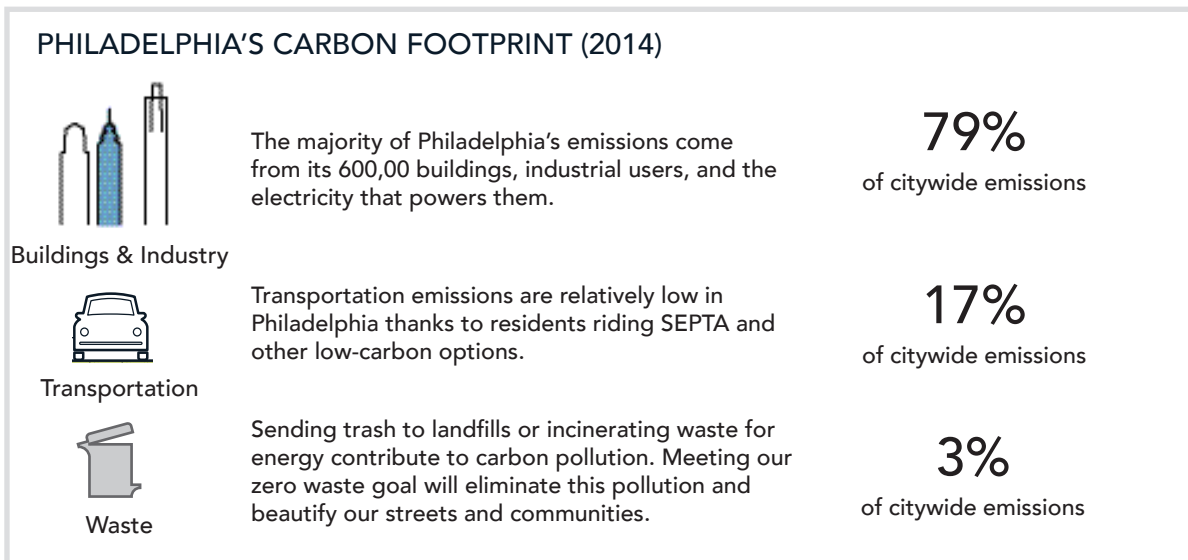 PHILADELPHIA'S CARBON FOOTPRINT (2014)
Buildings & Industry
The majority of Philadelphia's emissions come
from its 600,00 buildings, industrial users, and the
electricity that powers them.
79%
of citywide emissions
Transportation
Transportation emissions are relatively low in
Philadelphia thanks to residents riding SEPTA and
other low-carbon options.
17%
of citywide emissions
Waste
Sending trash to landfills or incinerating waste for
energy contribute to carbon pollution. Meeting our
zero waste goal will eliminate this pollution and
beautify our streets and communities.
3%
of citywide emissions